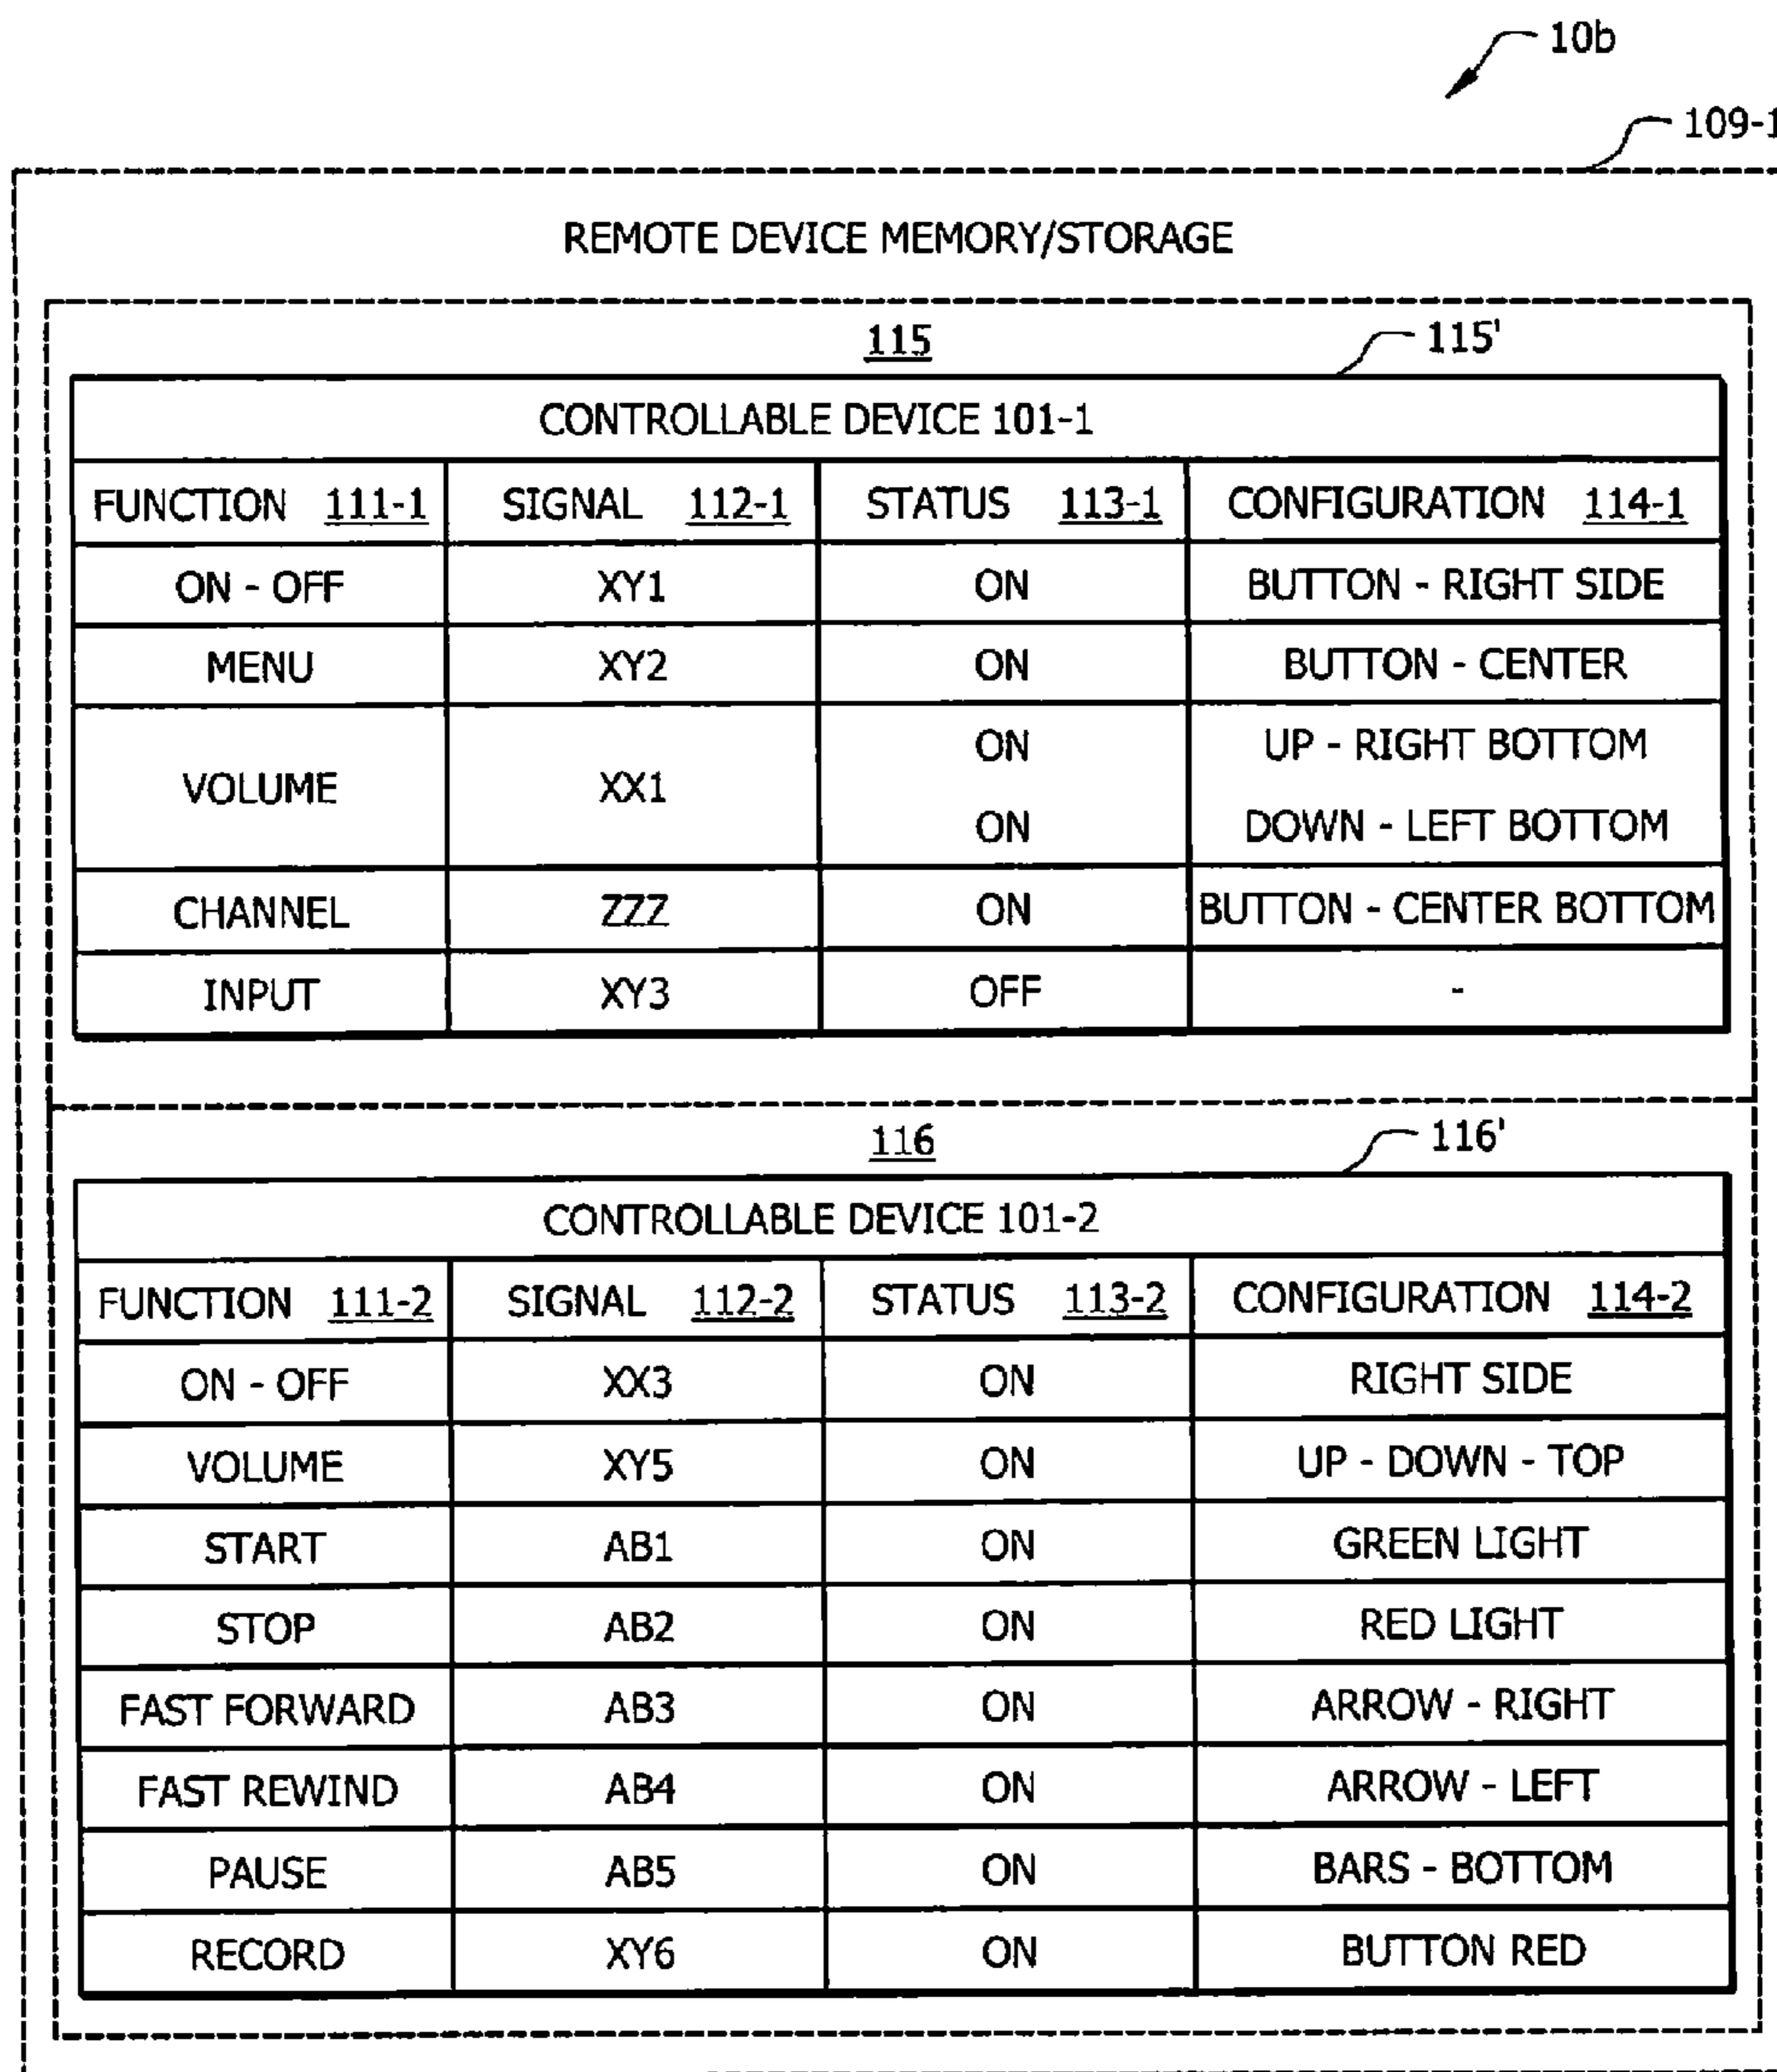 10b
109-1
REMOTE DEVICE MEMORY/STORAGE
115 115'
CONTROLLABLE DEVICE 101-1
FUNCTION 111-1 SIGNAL 112-1 STATUS 113-1 CONFIGURATION 114-1
ON - OFF XY1 ON BUTTON - RIGHT SIDE
MENU XY2 ON BUTTON - CENTER
ON UP - RIGHT BOTTOM
VOLUME XX1
ON DOWN - LEFT BOTTOM
CHANNEL ZZZ ON BUTTON - CENTER BOTTOM
INPUT XY3 OFF -
116 116'
CONTROLLABLE DEVICE 101-2
FUNCTION 111-2 SIGNAL 112-2 STATUS 113-2 CONFIGURATION 114-2
ON - OFF XX3 ON RIGHT SIDE
VOLUME XY5 ON UP - DOWN - TOP
START AB1 ON GREEN LIGHT
STOP AB2 ON RED LIGHT
FAST FORWARD AB3 ON ARROW - RIGHT
FAST REWIND AB4 ON ARROW - LEFT
PAUSE AB5 ON BARS - BOTTOM
RECORD XY6 ON BUTTON RED